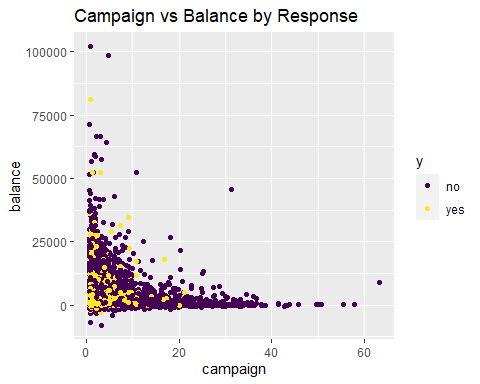 Campaign vs Balance by Response
100000
75000
50000
25000
0
balance
0 20 40 60
campaign
y
no
yes